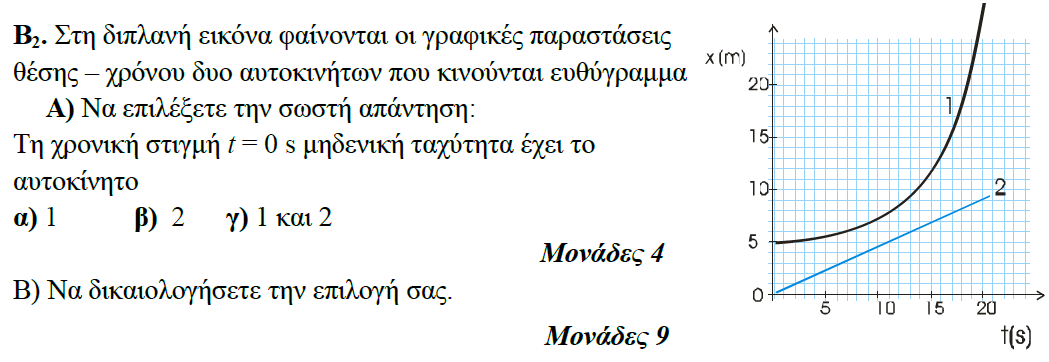 Β₂. Στη διπλανή εικόνα φαίνονται οι γραφικές παραστάσεις
θέσης – χρόνου δυο αυτοκινήτων που κινούνται ευθύγραμμα
Α) Να επιλέξετε την σωστή απάντηση:
Τη χρονική στιγμή t = 0 s μηδενική ταχύτητα έχει το
αυτοκίνητο
α) 1 β) 2 γ) 1 και 2
Μονάδες 4
Β) Να δικαιολογήσετε την επιλογή σας.
Μονάδες 9
x (m)
20
15
10
5
0
1
2
5 10 15 20
t(s)